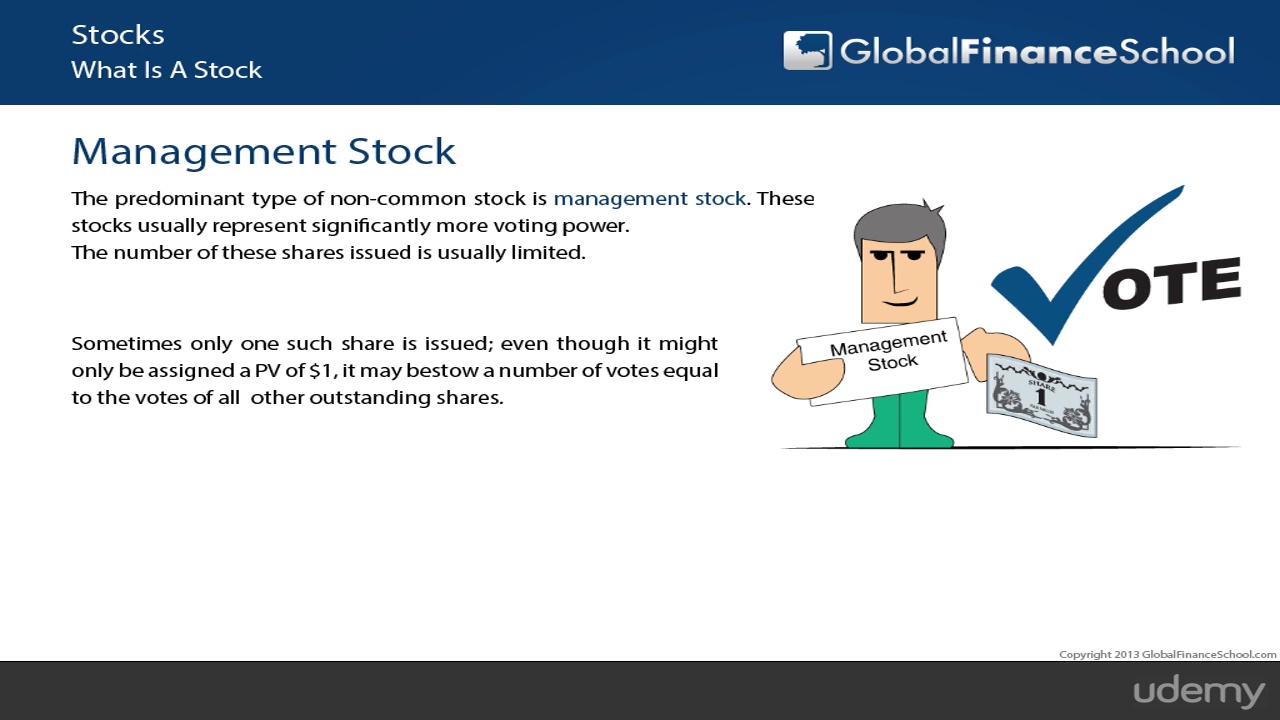 Stocks
What Is A Stock
GlobalFinanceSchool
Management Stock
The predominant type of non-common stock is management stock. These
stocks usually represent significantly more voting power.
The number of these shares issued is usually limited.
Sometimes only one such share is issued; even though it might
only be assigned a PV of $1, it may bestow a number of votes equal
to the votes of all other outstanding shares.
VOTE
Management
Stock
SHARE
1
Copyright 2013 GlobalFinanceSchool.com
udemy